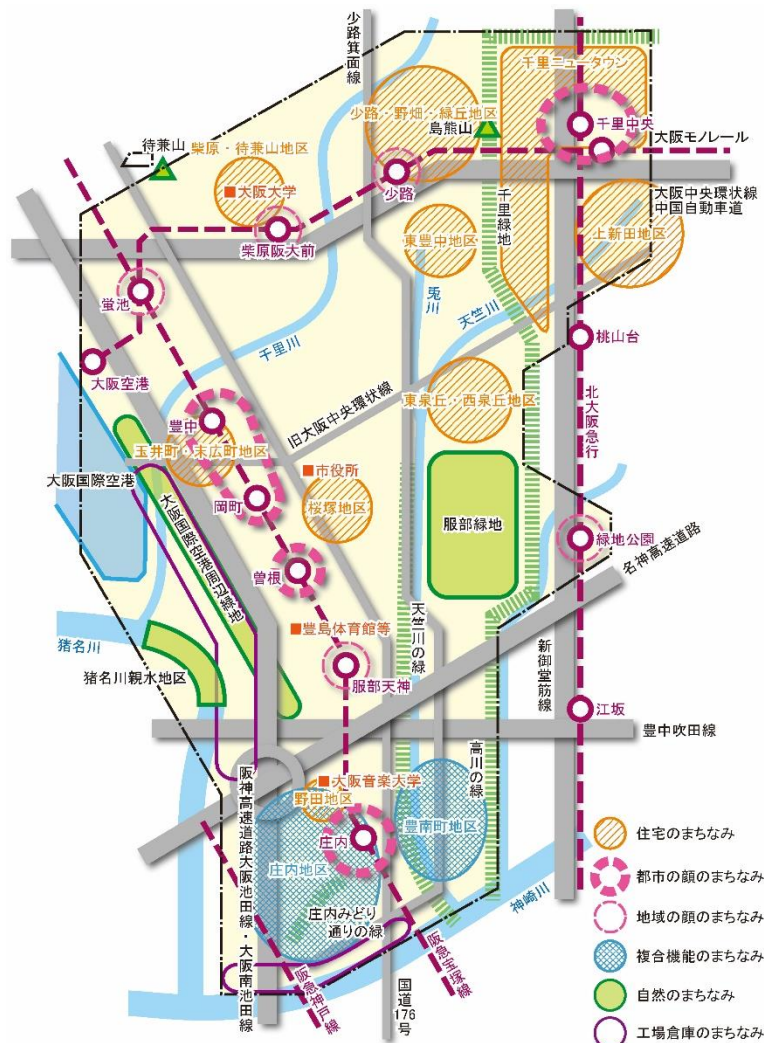 少路箕面線
千里ニュータウン
少路・野畑・緑丘地区
島熊山
千里中央
大阪モノレール
待兼山
柴原・待兼山地区
■大阪大学
少路
千里緑地
大阪中央環状線
中国自動車道
上新田地区
柴原阪大前
東豊中地区
兎川
天竺川
蛍池
千里川
桃山台
大阪空港
旧大阪中央環状線
東泉丘・西泉丘地区
北大阪急行
豊中
玉井町・末広町地区
大阪国際空港
■市役所
岡町
桜塚地区
服部緑地
大阪国際空港周辺緑地
緑地公園
名神高速道路
曽根
天竺川の緑
猪名川
■豊島体育館等
猪名川親水地区
服部天神
新御堂筋線
江坂
豊中吹田線
高川の緑
■大阪音楽大学
野田地区
豊南町地区
阪神高速道路大阪池田線・大阪南池田線
庄内
庄内地区
庄内みどり
通りの緑
神崎川
阪急神戸線
国道176号
阪急宝塚線
住宅のまちなみ
都市の顔のまちなみ
地域の顔のまちなみ
複合機能のまちなみ
自然のまちなみ
工場倉庫のまちなみ